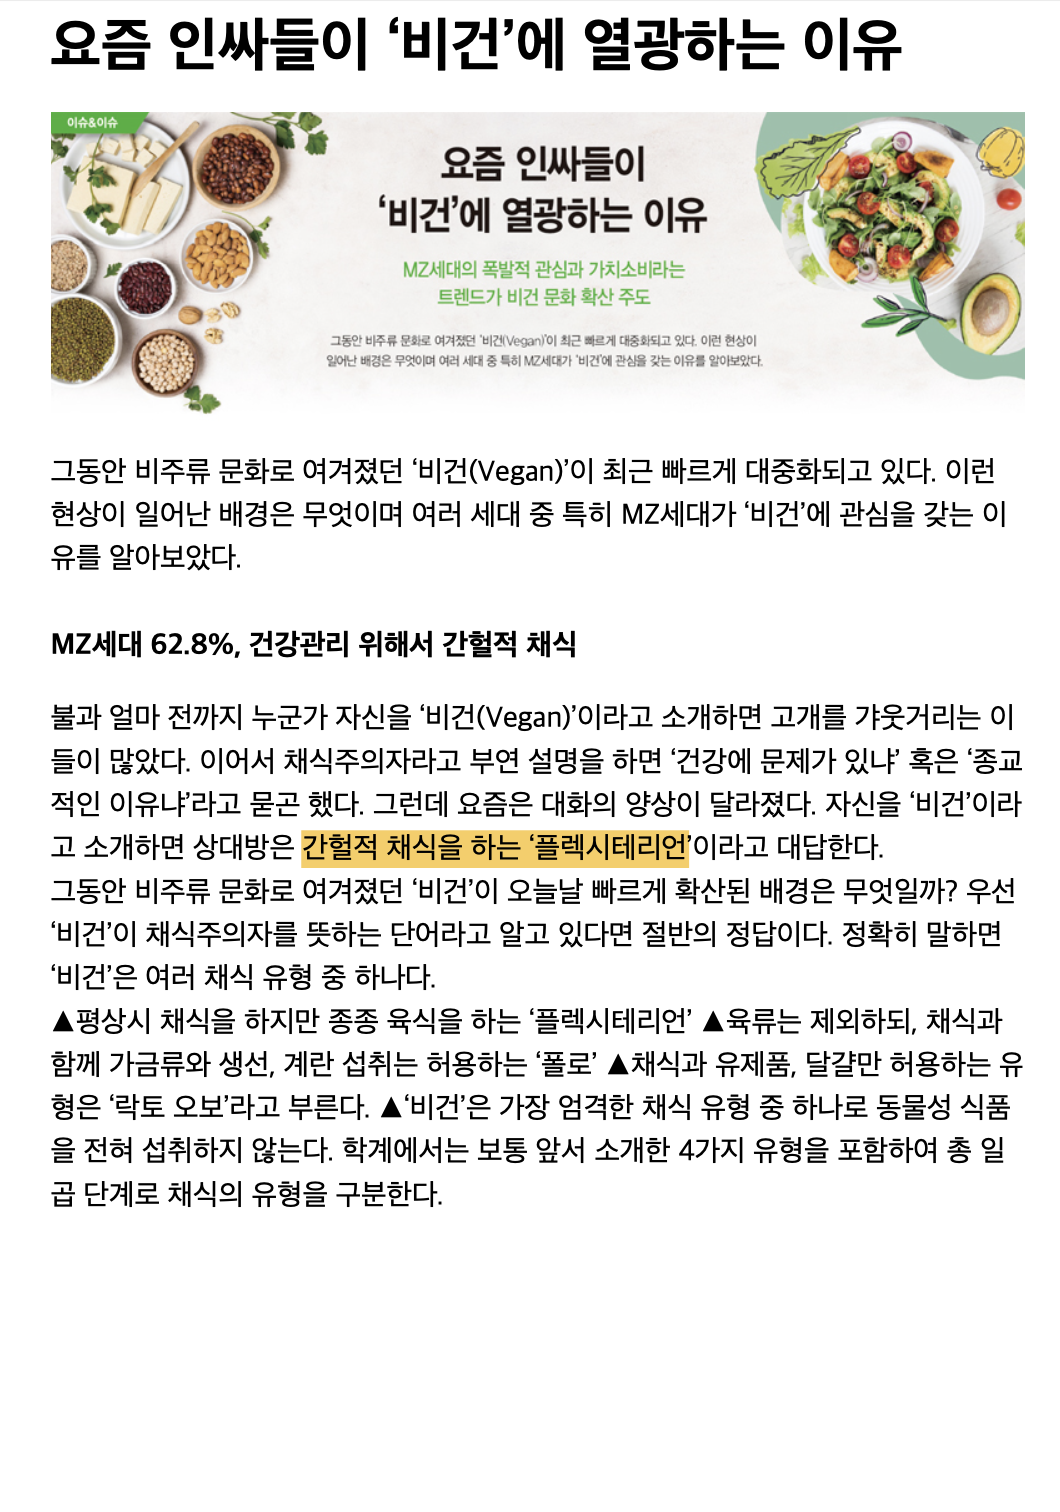 요즘 인싸들이 ‘비건’에 열광하는 이유
이슈&이슈
요즘 인싸들이
‘비건’에 열광하는 이유
MZ세대의 폭발적 관심과 가치소비라는
트렌드가 비건 문화 확산 주도
그동안 비주류 문화로 여겨졌던 ‘비건(Vegan)’이 최근 빠르게 대중화되고 있다. 이런 현상이
일어난 배경은 무엇이며 여러 세대 중 특히 MZ세대가 ‘비건’에 관심을 갖는 이유를 알아보았다.
그동안 비주류 문화로 여겨졌던 ‘비건(Vegan)’이 최근 빠르게 대중화되고 있다. 이런
현상이 일어난 배경은 무엇이며 여러 세대 중 특히 MZ세대가 ‘비건’에 관심을 갖는 이
유를 알아보았다.
MZ세대 62.8%, 건강관리 위해서 간헐적 채식
불과 얼마 전까지 누군가 자신을 ‘비건(Vegan)’이라고 소개하면 고개를 갸웃거리는 이
들이 많았다. 이어서 채식주의자라고 부연 설명을 하면 ‘건강에 문제가 있냐’ 혹은 ‘종교
적인 이유냐’라고 묻곤 했다. 그런데 요즘은 대화의 양상이 달라졌다. 자신을 ‘비건’이라
고 소개하면 상대방은 간헐적 채식을 하는 ‘플렉시테리언’이라고 대답한다.
그동안 비주류 문화로 여겨졌던 ‘비건’이 오늘날 빠르게 확산된 배경은 무엇일까? 우선
‘비건’이 채식주의자를 뜻하는 단어라고 알고 있다면 절반의 정답이다. 정확히 말하면
‘비건’은 여러 채식 유형 중 하나다.
▲평상시 채식을 하지만 종종 육식을 하는 ‘플렉시테리언’ ▲육류는 제외하되, 채식과
함께 가금류와 생선, 계란 섭취는 허용하는 ‘폴로’ ▲채식과 유제품, 달걀만 허용하는 유
형은 ‘락토 오보’라고 부른다. ▲‘비건’은 가장 엄격한 채식 유형 중 하나로 동물성 식품
을 전혀 섭취하지 않는다. 학계에서는 보통 앞서 소개한 4가지 유형을 포함하여 총 일
곱 단계로 채식의 유형을 구분한다.